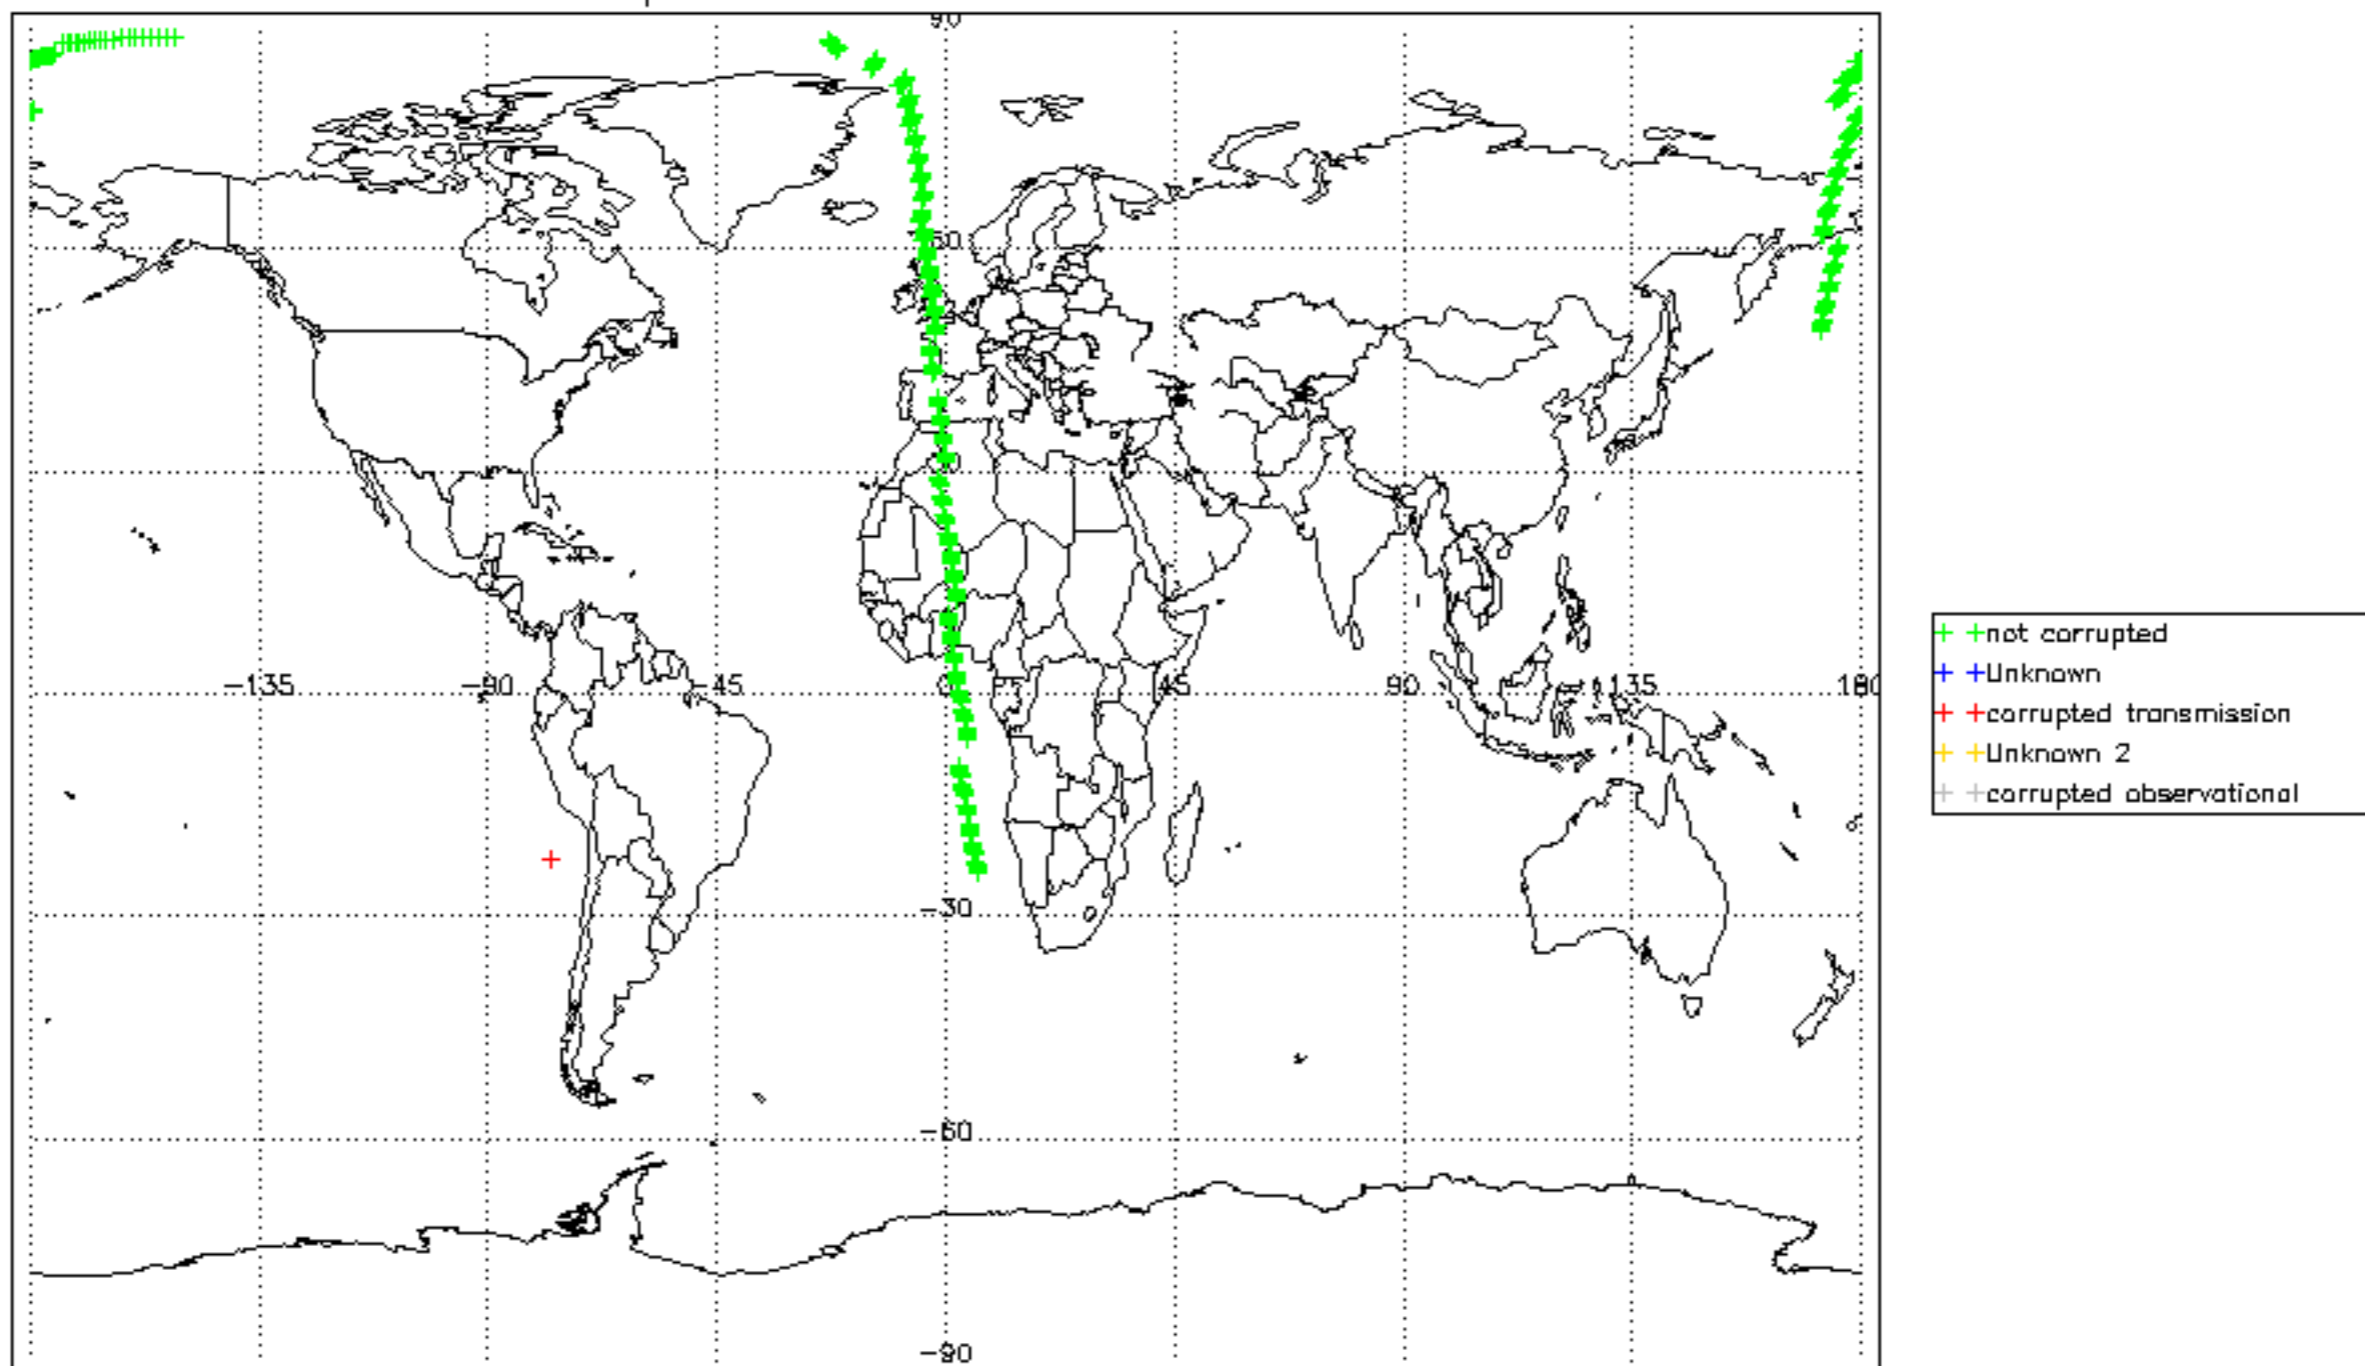 90
60
30
-135 -90 -45 0 45 90 135 180
-30
-60
-90
not corrupted
Unknown
corrupted transmission
Unknown 2
corrupted observational